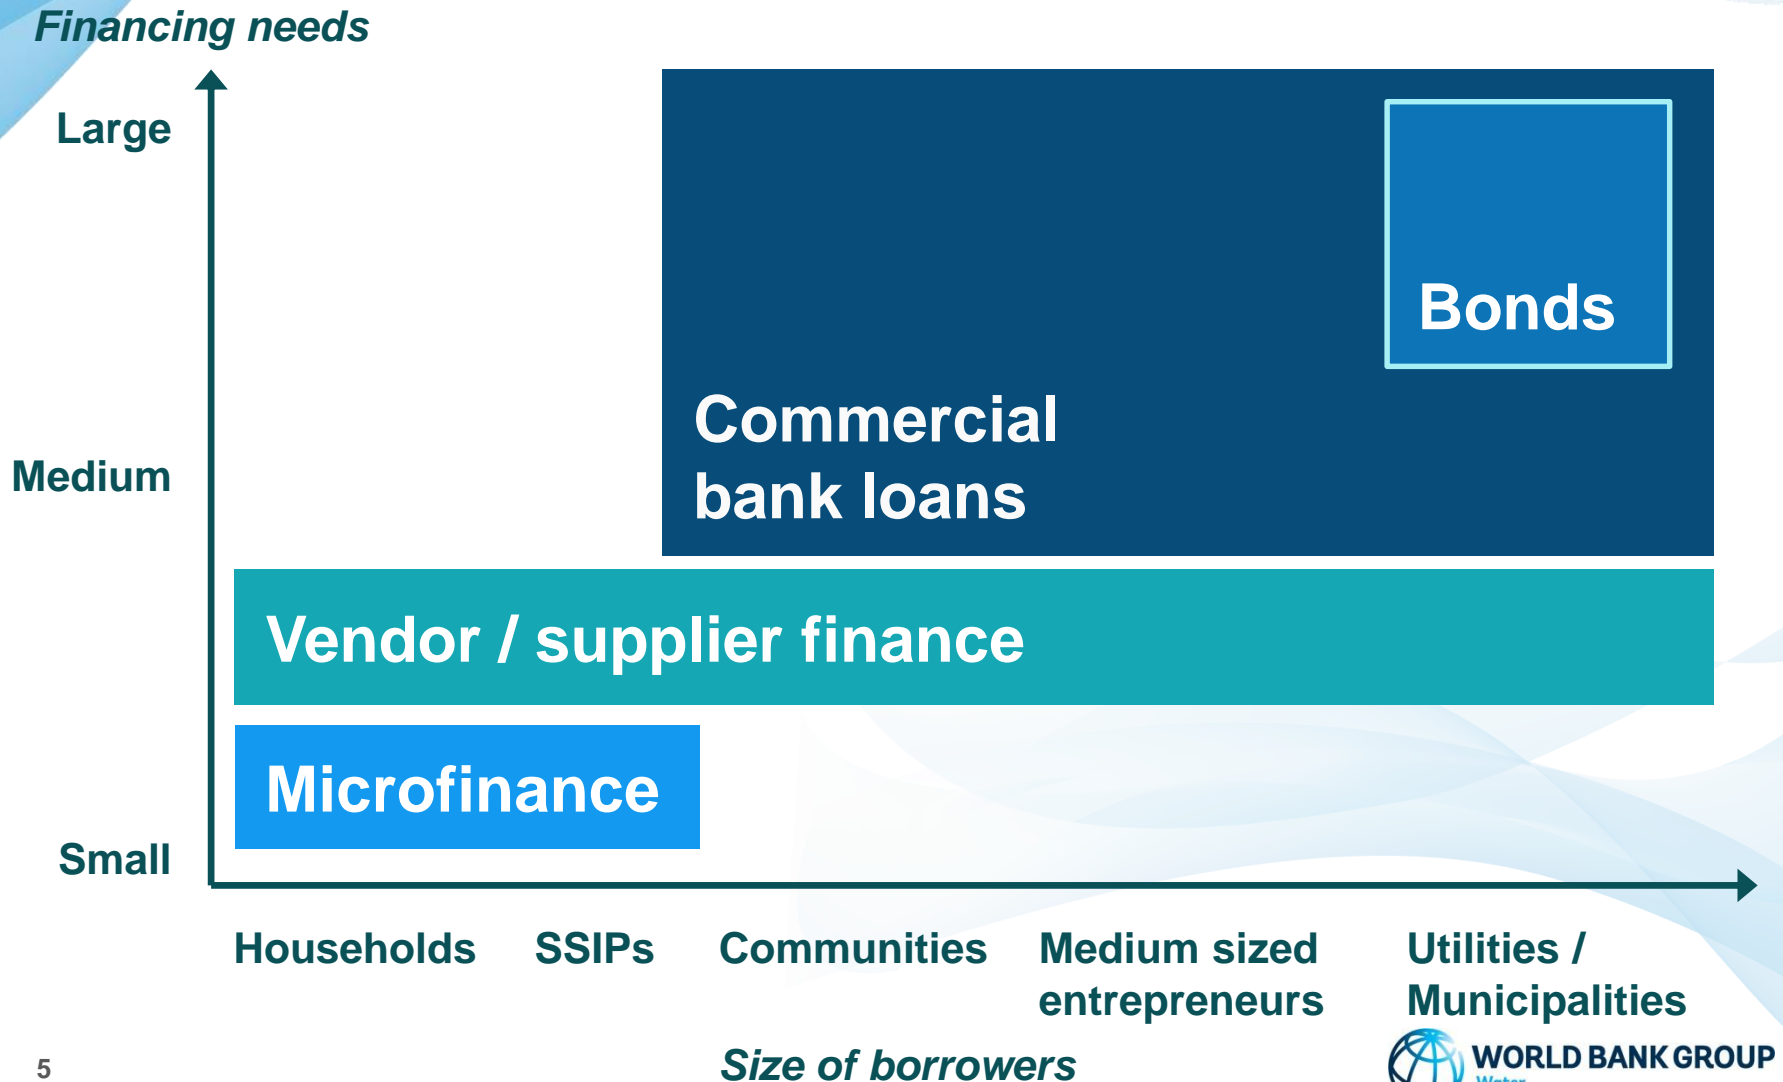 Financing needs
Large
Bonds
Commercial
bank loans
Medium
Vendor / supplier finance
Microfinance
Small
Households
SSIPs
Communities
Medium sized
entrepreneurs
Utilities /
Municipalities
Size of borrowers
5
WORLD BANK GROUP
Water